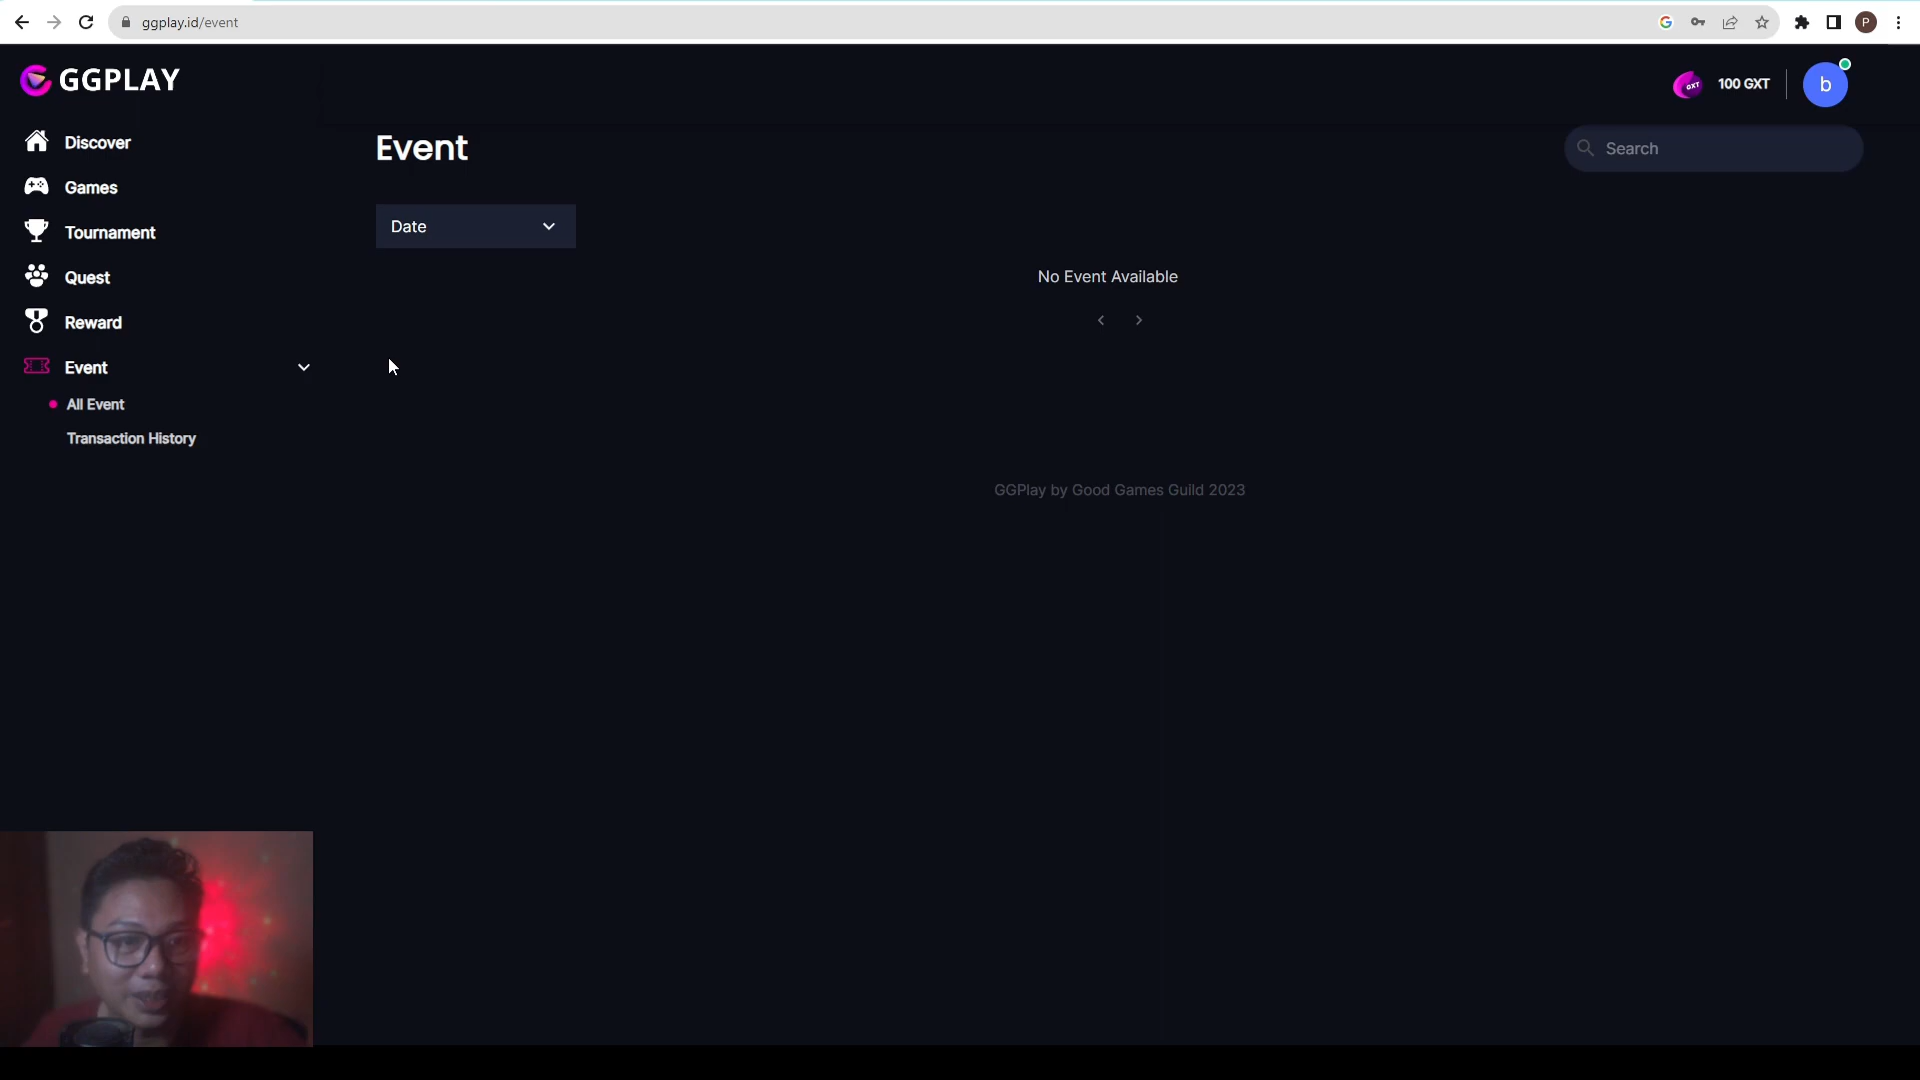 ggplay.id/event
P
GGPLAY
GXT
100 GXT
b
Discover
Event
Search
Games
Date
Tournament
Quest
No Event Available
Reward
Event
All Event
Transaction History
GGPlay by Good Games Guild 2023